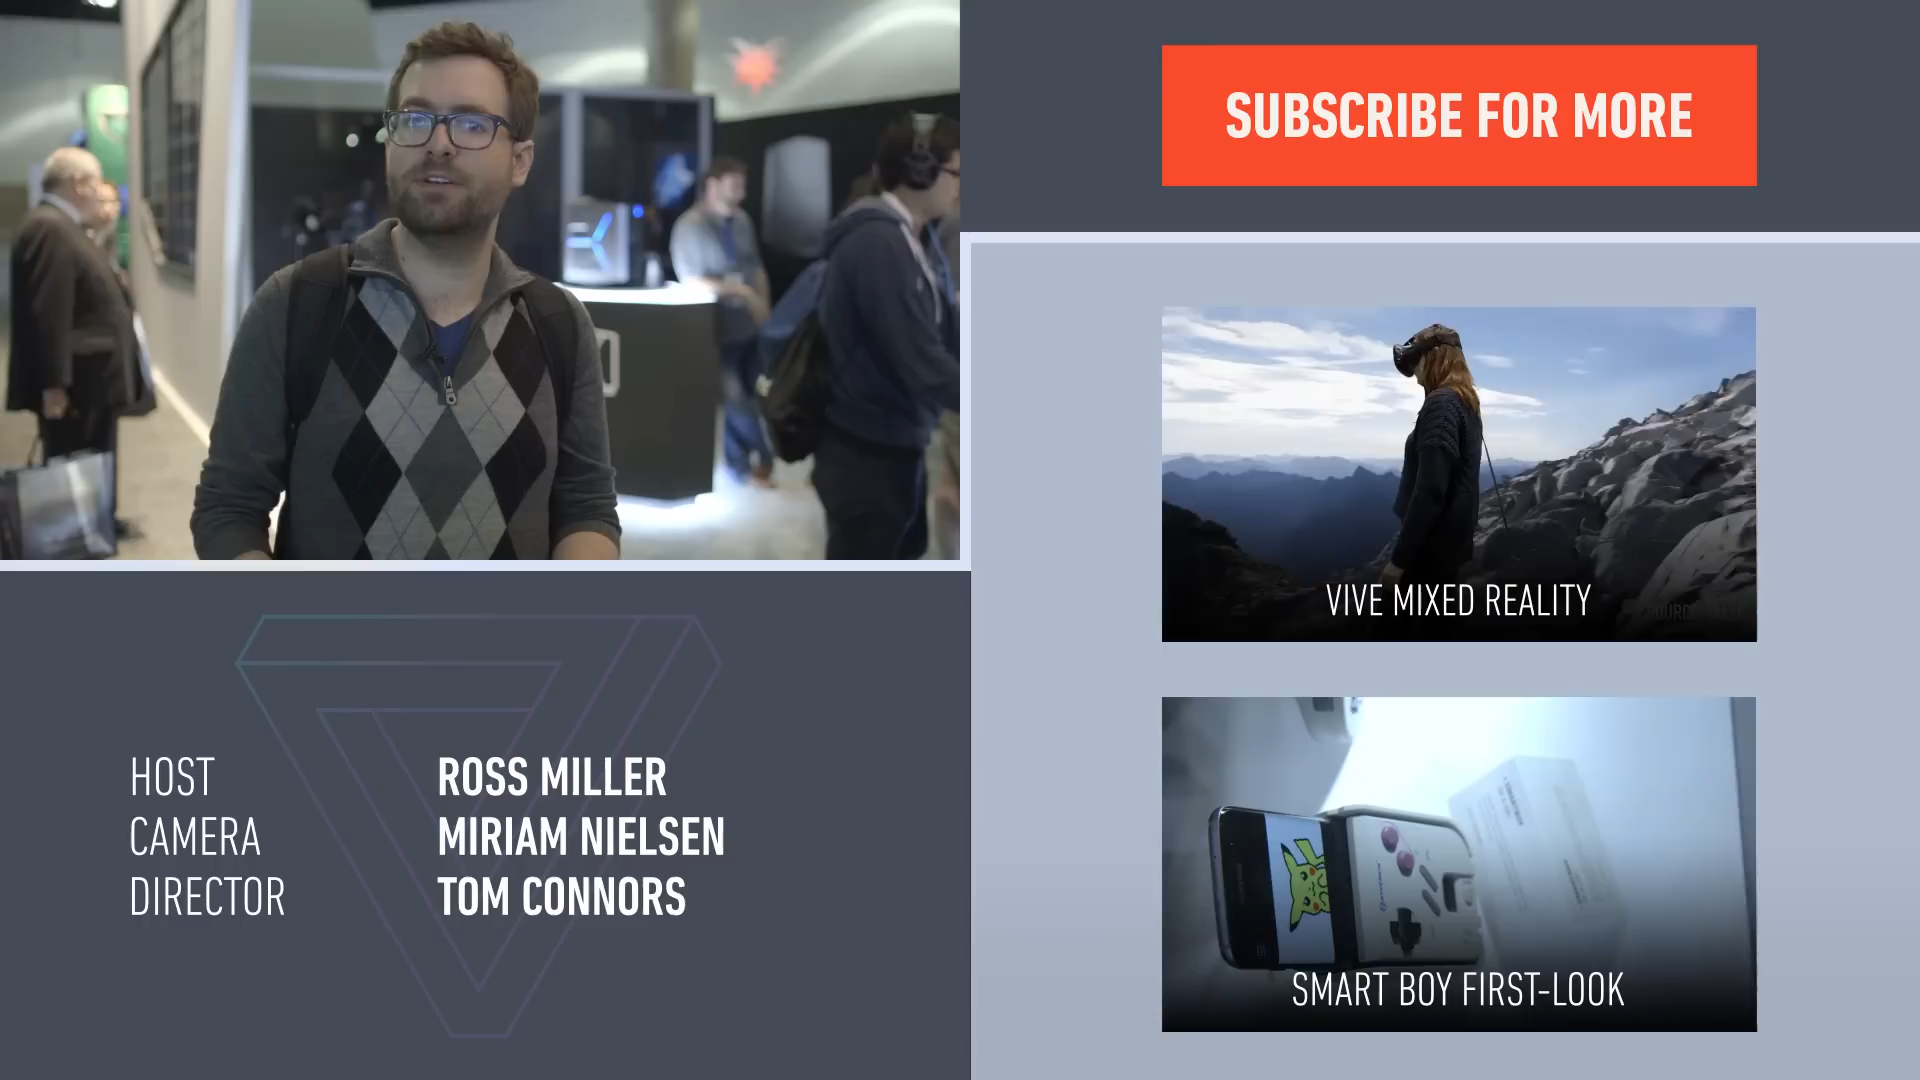 SUBSCRIBE FOR MORE
VIVE MIXED REALITY
HOST ROSS MILLER
CAMERA MIRIAM NIELSEN
DIRECTOR TOM CONNORS
SMART BOY FIRST-LOOK